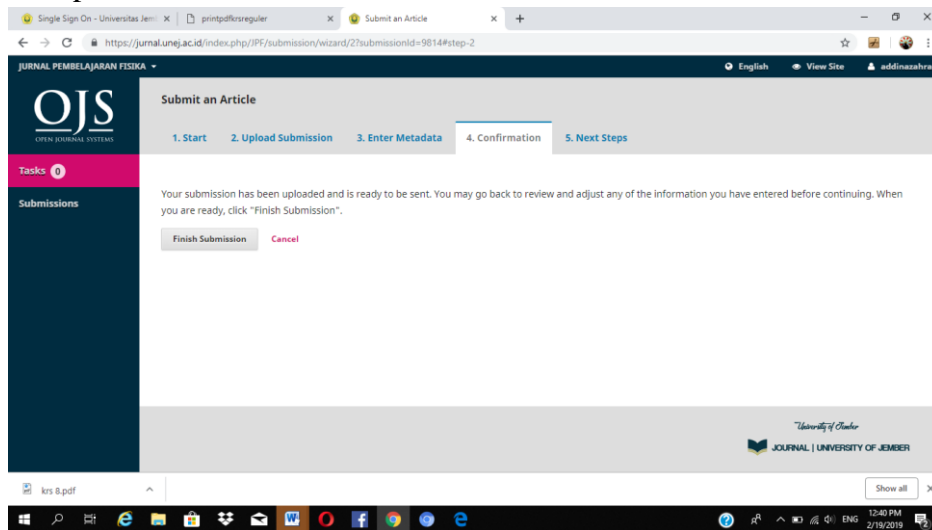 Single Sign On - Universitas Jem
printpdfkrsreguler
Submit an Article
https://jurnal.unej.ac.id/index.php/JPF/submission/wizard/2?submissionId=9814#step-2
JURNAL PEMBELAJARAN FISIKA
English
View Site
addinazahra
OJS
OPEN JOURNAL SYSTEMS
Submit an Article
1. Start
2. Upload Submission
3. Enter Metadata
4. Confirmation
5. Next Steps
Tasks 0
Submissions
Your submission has been uploaded and is ready to be sent. You may go back to review and adjust any of the information you have entered before continuing. When
you are ready, click "Finish Submission".
Finish Submission
Cancel
University of Jember
JOURNAL | UNIVERSITY OF JEMBER
krs 8.pdf
Show all
ENG
12:40 PM
2/19/2019